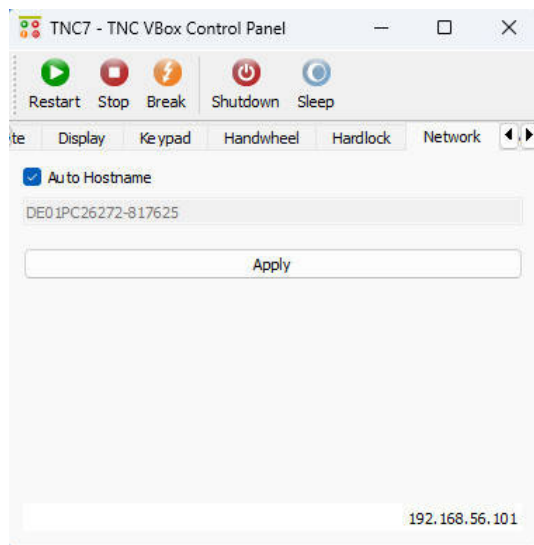 TNC7 - TNC VBox Control Panel
Restart Stop Break Shutdown Sleep
te Display Keypad Handwheel Hardlock Network
Auto Hostname
DE01PC26272-817625
Apply
192.168.56.101